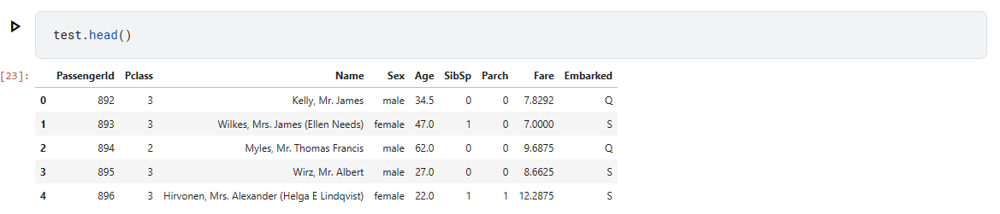 test.head()
[23]:
PassengerId Pclass Name Sex Age SibSp Parch Fare Embarked
0 892 3 Kelly, Mr. James male 34.5 0 0 7.8292 Q
1 893 3 Wilkes, Mrs. James (Ellen Needs) female 47.0 1 0 7.0000 S
2 894 2 Myles, Mr. Thomas Francis male 62.0 0 0 9.6875 Q
3 895 3 Wirz, Mr. Albert male 27.0 0 0 8.6625 S
4 896 3 Hirvonen, Mrs. Alexander (Helga E Lindqvist) female 22.0 1 1 12.2875 S